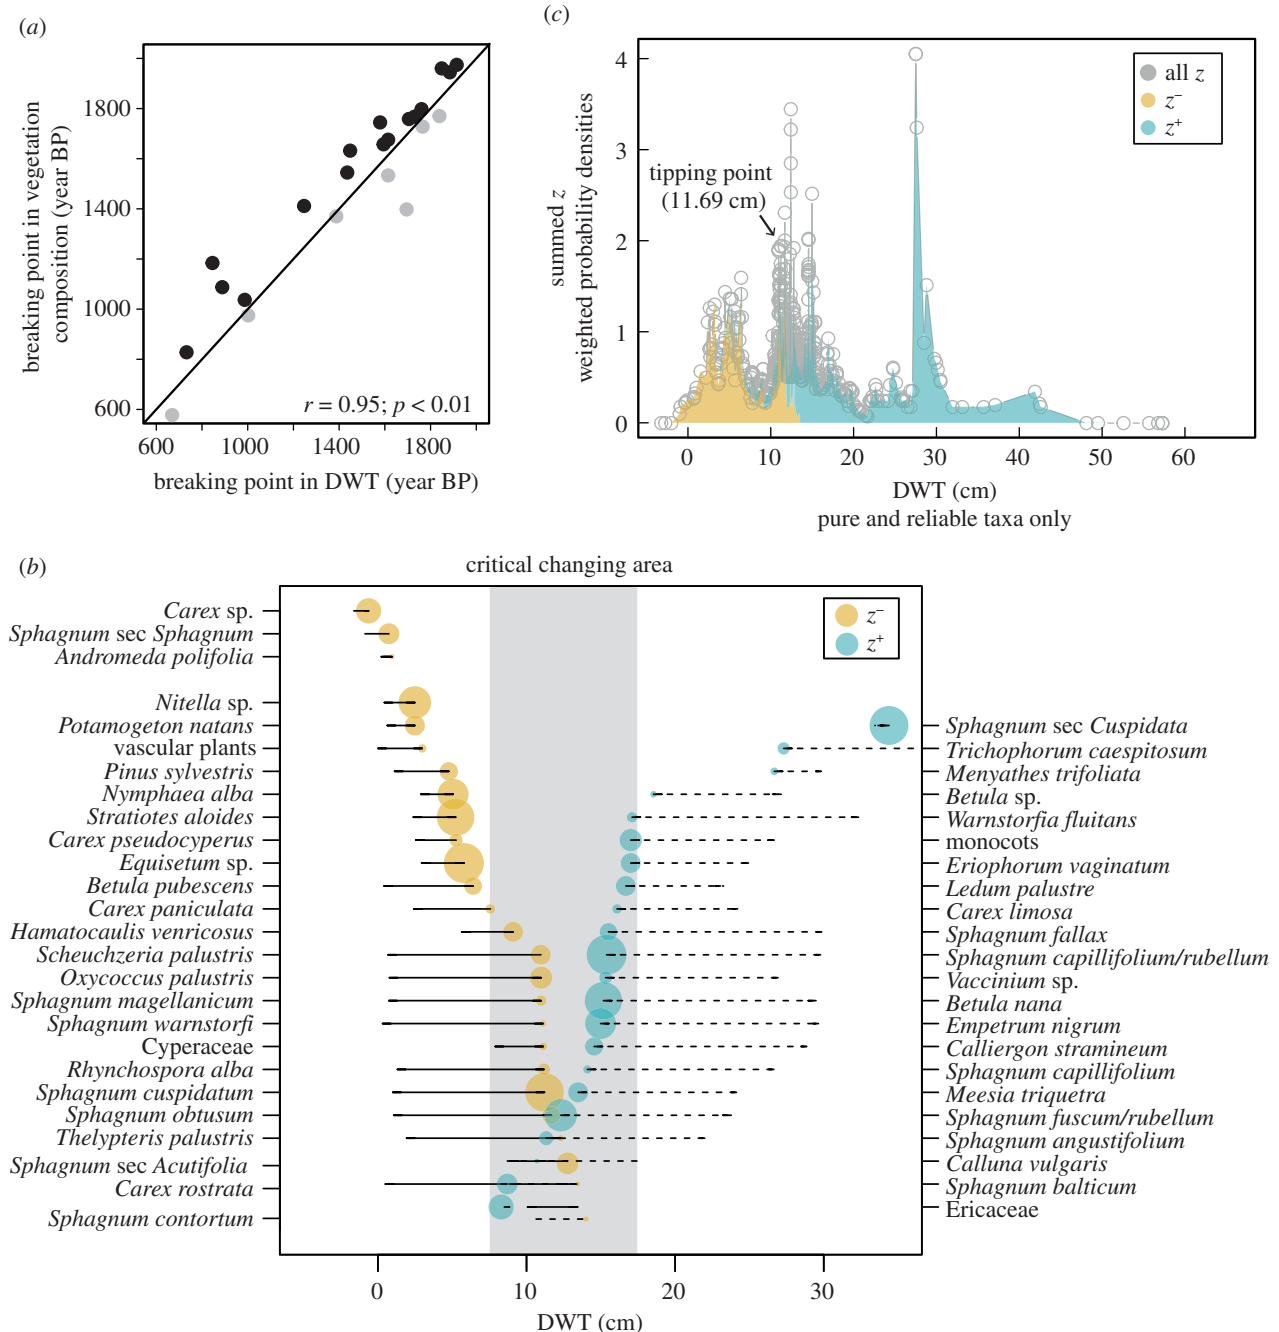 (a)
breaking point in vegetation
composition (year BP)
1800
1400
1000
600
r = 0.95; p < 0.01
600 1000 1400 1800
breaking point in DWT (year BP)
(c)
summed z
weighted probability densities
4
3
2
1
0
all z
z⁻
z⁺
tipping point
(11.69 cm)
0 10 20 30 40 50 60
DWT (cm)
pure and reliable taxa only
(b)
critical changing area
z⁻
z⁺
Carex sp.
Sphagnum sec Sphagnum
Andromeda polifolia
Nitella sp.
Potamogeton natans
vascular plants
Pinus sylvestris
Nymphaea alba
Stratiotes aloides
Carex pseudocyperus
Equisetum sp.
Betula pubescens
Carex paniculata
Hamatocaulis venricosus
Scheuchzeria palustris
Oxycoccus palustris
Sphagnum magellanicum
Sphagnum warnstorfi
Cyperaceae
Rhynchospora alba
Sphagnum cuspidatum
Sphagnum obtusum
Thelypteris palustris
Sphagnum sec Acutifolia
Carex rostrata
Sphagnum contortum
Sphagnum sec Cuspidata
Trichophorum caespitosum
Menyathes trifoliata
Betula sp.
Warnstorfia fluitans
monocots
Eriophorum vaginatum
Ledum palustre
Carex limosa
Sphagnum fallax
Sphagnum capillifolium/rubellum
Vaccinium sp.
Betula nana
Empetrum nigrum
Calliergon stramineum
Sphagnum capillifolium
Meesia triquetra
Sphagnum fuscum/rubellum
Sphagnum angustifolium
Calluna vulgaris
Sphagnum balticum
Ericaceae
0 10 20 30
DWT (cm)